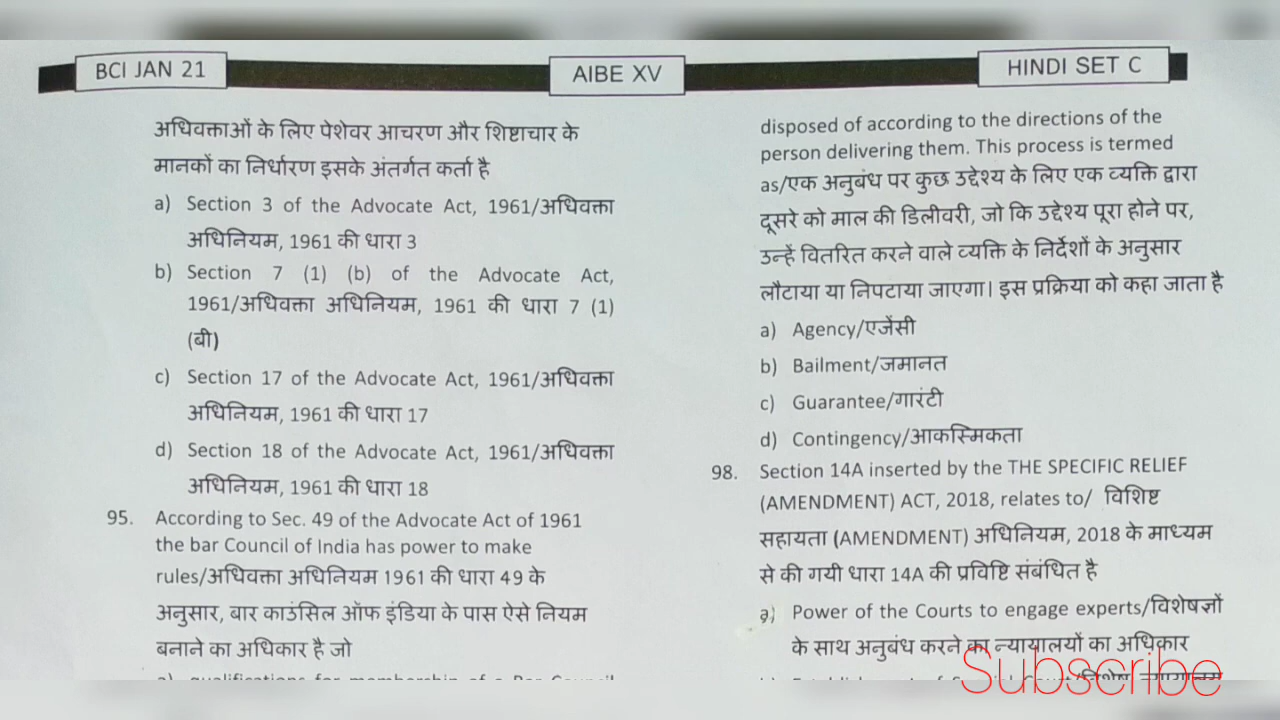 BCI JAN 21
AIBE XV
HINDI SET C
अधिवक्ताओं के लिए पेशेवर आचरण और शिष्टाचार के
मानकों का निर्धारण इसके अंतर्गत कर्ता है
a) Section 3 of the Advocate Act, 1961/अधिवक्ता
अधिनियम, 1961 की धारा 3
b) Section 7 (1) (b) of the Advocate Act,
1961/अधिवक्ता अधिनियम, 1961 की धारा 7 (1)
(बी)
c) Section 17 of the Advocate Act, 1961/अधिवक्ता
अधिनियम, 1961 की धारा 17
d) Section 18 of the Advocate Act, 1961/अधिवक्ता
अधिनियम, 1961 की धारा 18
95. According to Sec. 49 of the Advocate Act of 1961
the bar Council of India has power to make
rules/अधिवक्ता अधिनियम 1961 की धारा 49 के
अनुसार, बार काउंसिल ऑफ इंडिया के पास ऐसे नियम
बनाने का अधिकार है जो
a) qualifications for membership of a Bar Council
disposed of according to the directions of the
person delivering them. This process is termed
as/एक अनुबंध पर कुछ उद्देश्य के लिए एक व्यक्ति द्वारा
दूसरे को माल की डिलीवरी, जो कि उद्देश्य पूरा होने पर,
उन्हें वितरित करने वाले व्यक्ति के निर्देशों के अनुसार
लौटाया या निपटाया जाएगा। इस प्रक्रिया को कहा जाता है
a) Agency/एजेंसी
b) Bailment/जमानत
c) Guarantee/गारंटी
d) Contingency/आकस्मिकता
98. Section 14A inserted by the THE SPECIFIC RELIEF
(AMENDMENT) ACT, 2018, relates to/ विशिष्ट
सहायता (AMENDMENT) अधिनियम, 2018 के माध्यम
से की गयी धारा 14A की प्रविष्टि संबंधित है
a) Power of the Courts to engage experts/विशेषज्ञों
के साथ अनुबंध करने का न्यायालयों का अधिकार
Subscribe